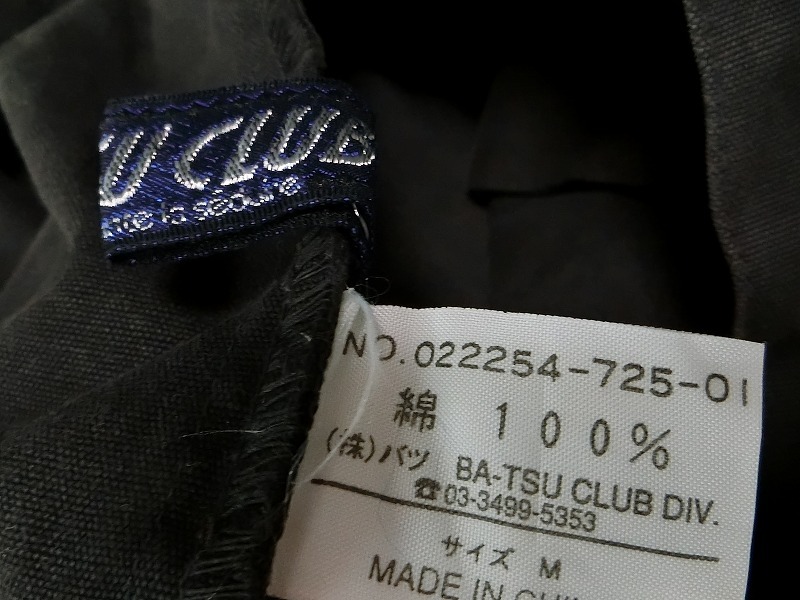 TSU CLUB
NO.022254-725-01
綿 100%
(株)バツ BA-TSU CLUB DIV.
☎03-3499-5353
サイズ M
MADE IN